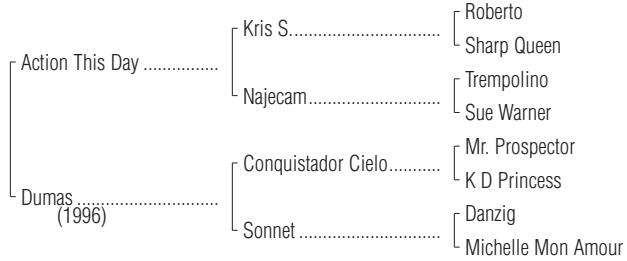 Roberto
Kris S.................................
Sharp Queen
Action This Day ................
Trempolino
Najecam.............................
Sue Warner
Mr. Prospector
Conquistador Cielo...........
K D Princess
Dumas ..............................
(1996)
Danzig
Sonnet ..............................
Michelle Mon Amour